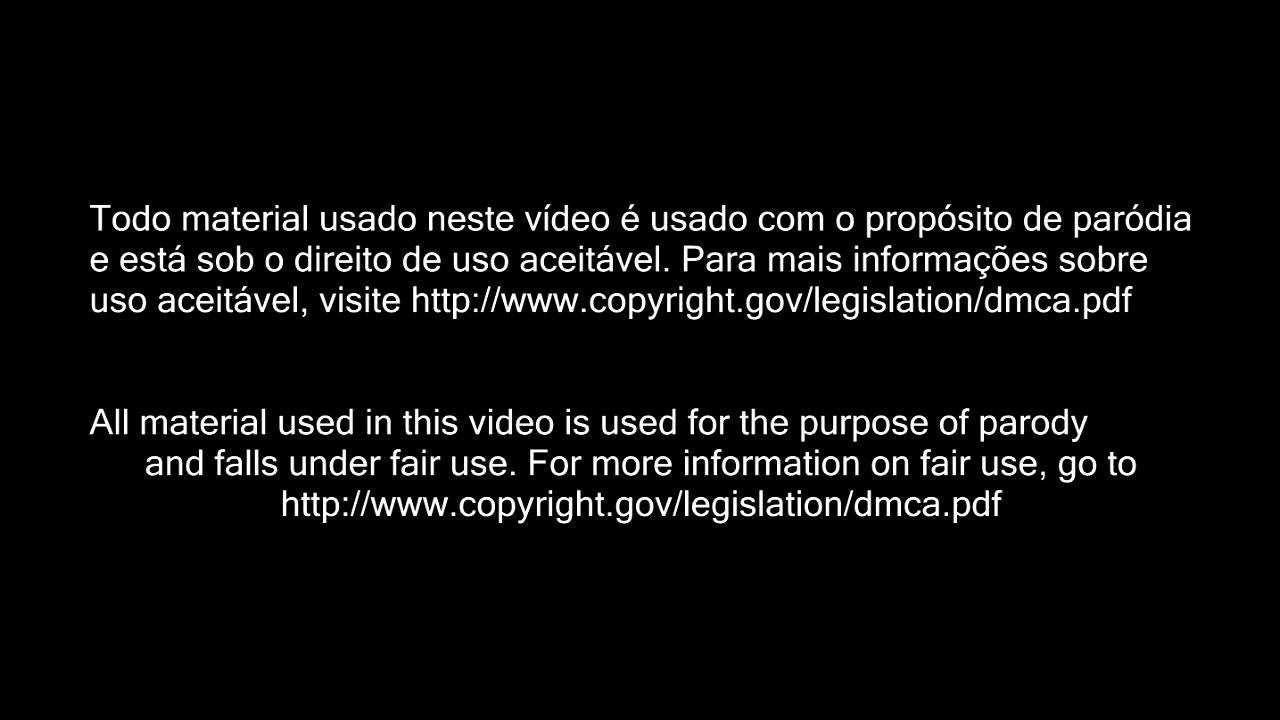 Todo material usado neste vídeo é usado com o propósito de paródia
e está sob o direito de uso aceitável. Para mais informações sobre
uso aceitável, visite http://www.copyright.gov/legislation/dmca.pdf
All material used in this video is used for the purpose of parody
and falls under fair use. For more information on fair use, go to
http://www.copyright.gov/legislation/dmca.pdf